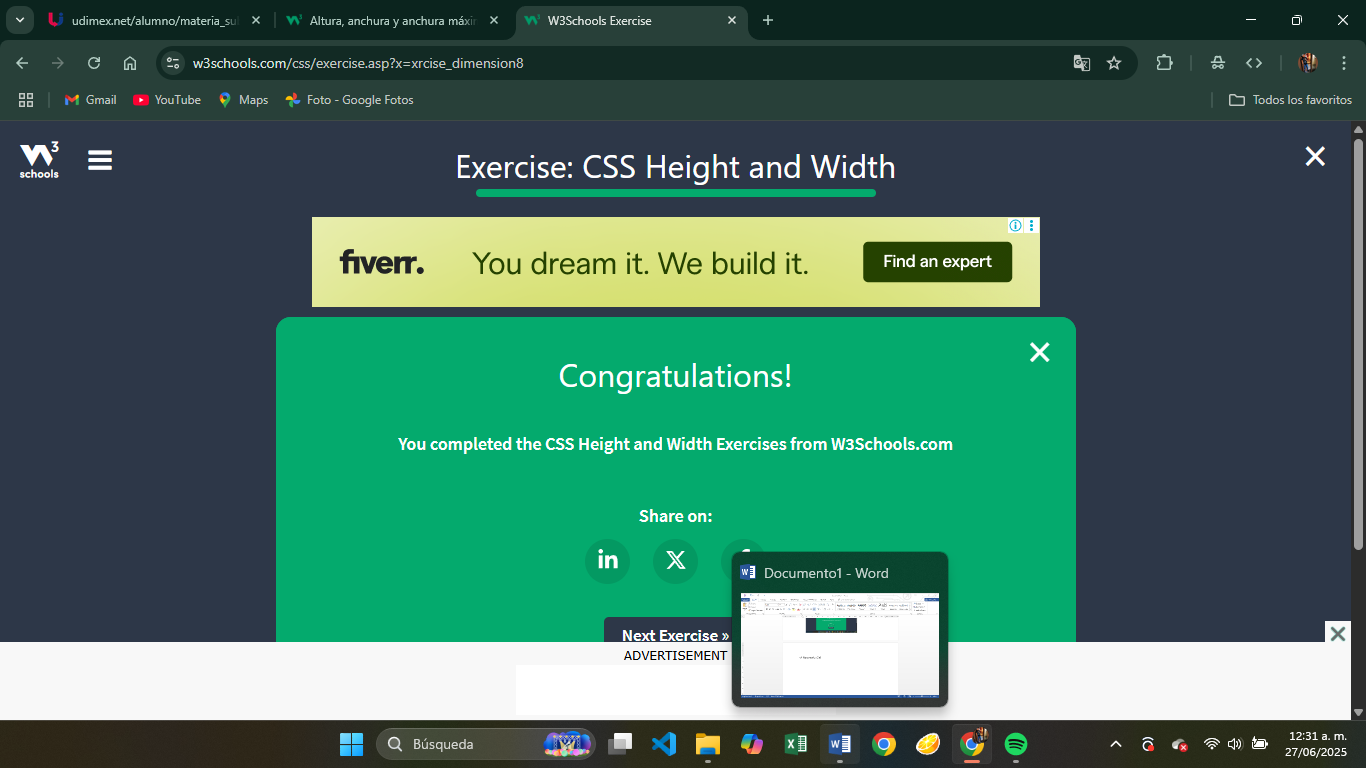 udimex.net/alumno/materia_su
Altura, anchura y anchura máxi
W3Schools Exercise
w3schools.com/css/exercise.asp?x=xrcise_dimension8
Gmail
YouTube
Maps
Foto - Google Fotos
Todos los favoritos
W3
schools
Exercise: CSS Height and Width
fiverr.
You dream it. We build it.
Find an expert
Congratulations!
You completed the CSS Height and Width Exercises from W3Schools.com
Share on:
in
X
Documento1 - Word
Next Exercise »
ADVERTISEMENT
Búsqueda
12:31 a. m.
27/06/2025